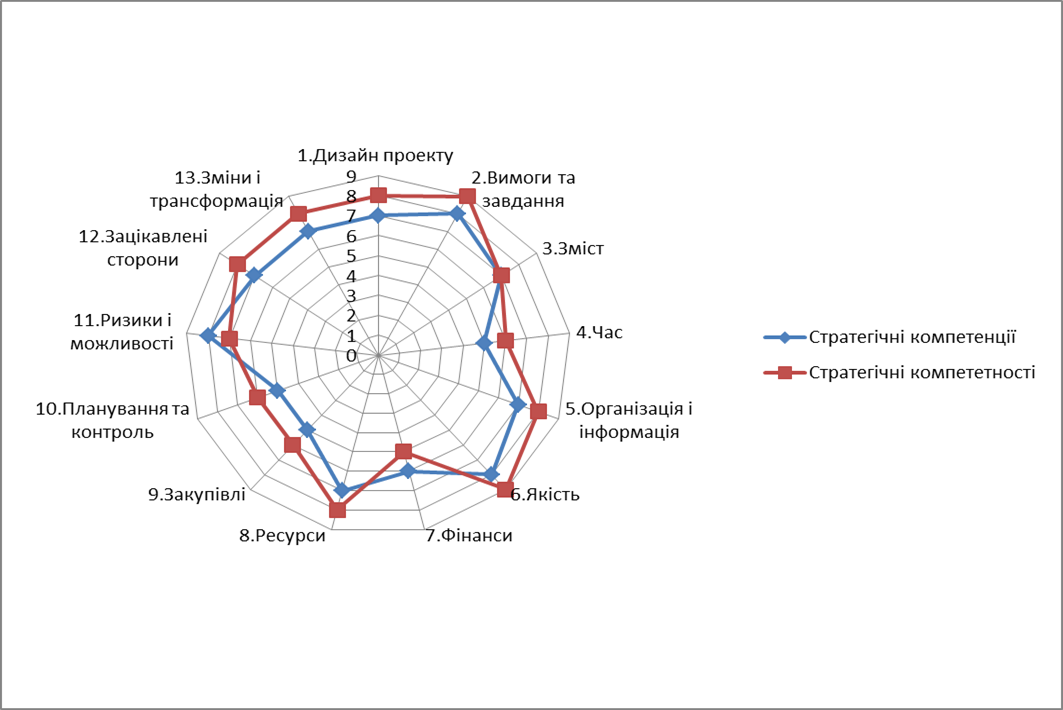 1.Дизайн проекту
2.Вимоги та
завдання
3.Зміст
4.Час
5.Організація і
інформація
6.Якість
7.Фінанси
8.Ресурси
9.Закупівлі
10.Планування та
контроль
11.Ризики і
можливості
12.Зацікавлені
сторони
13.Зміни і
трансформація
9
8
7
6
5
4
3
2
1
0
Стратегічні компетенції
Стратегічні компететності